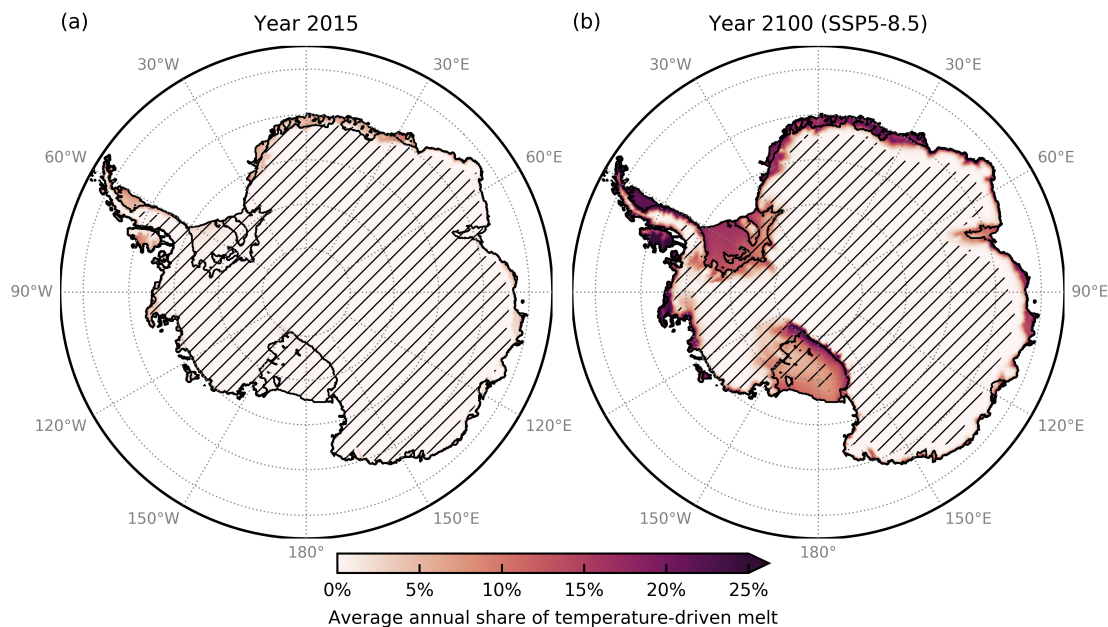 (a) Year 2015
(b) Year 2100 (SSP5-8.5)
30°W 30°E
60°W 60°E
90°W
120°W 120°E
150°W 150°E
180°
30°W 30°E
60°W 60°E
90°E
120°W 120°E
150°W 150°E
180°
0% 5% 10% 15% 20% 25%
Average annual share of temperature-driven melt